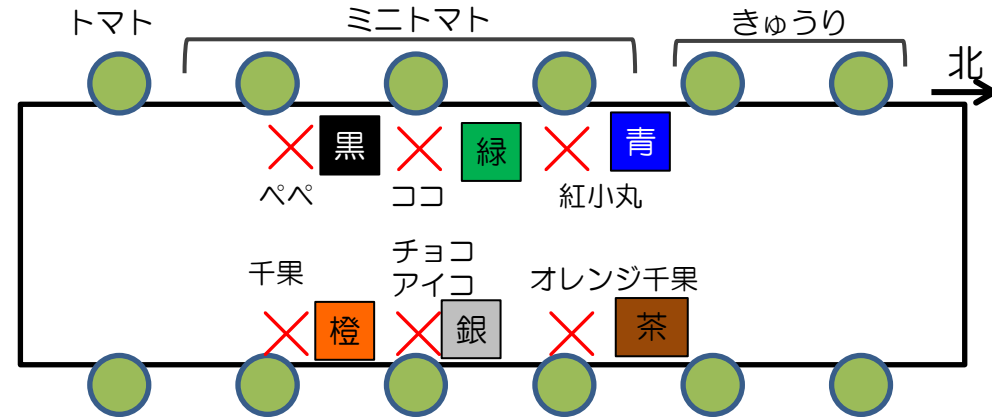 トマト
ミニトマト
きゅうり
北
黒
緑
青
ペペ
ココ
紅小丸
千果
チョコ
アイコ
オレンジ千果
橙
銀
茶